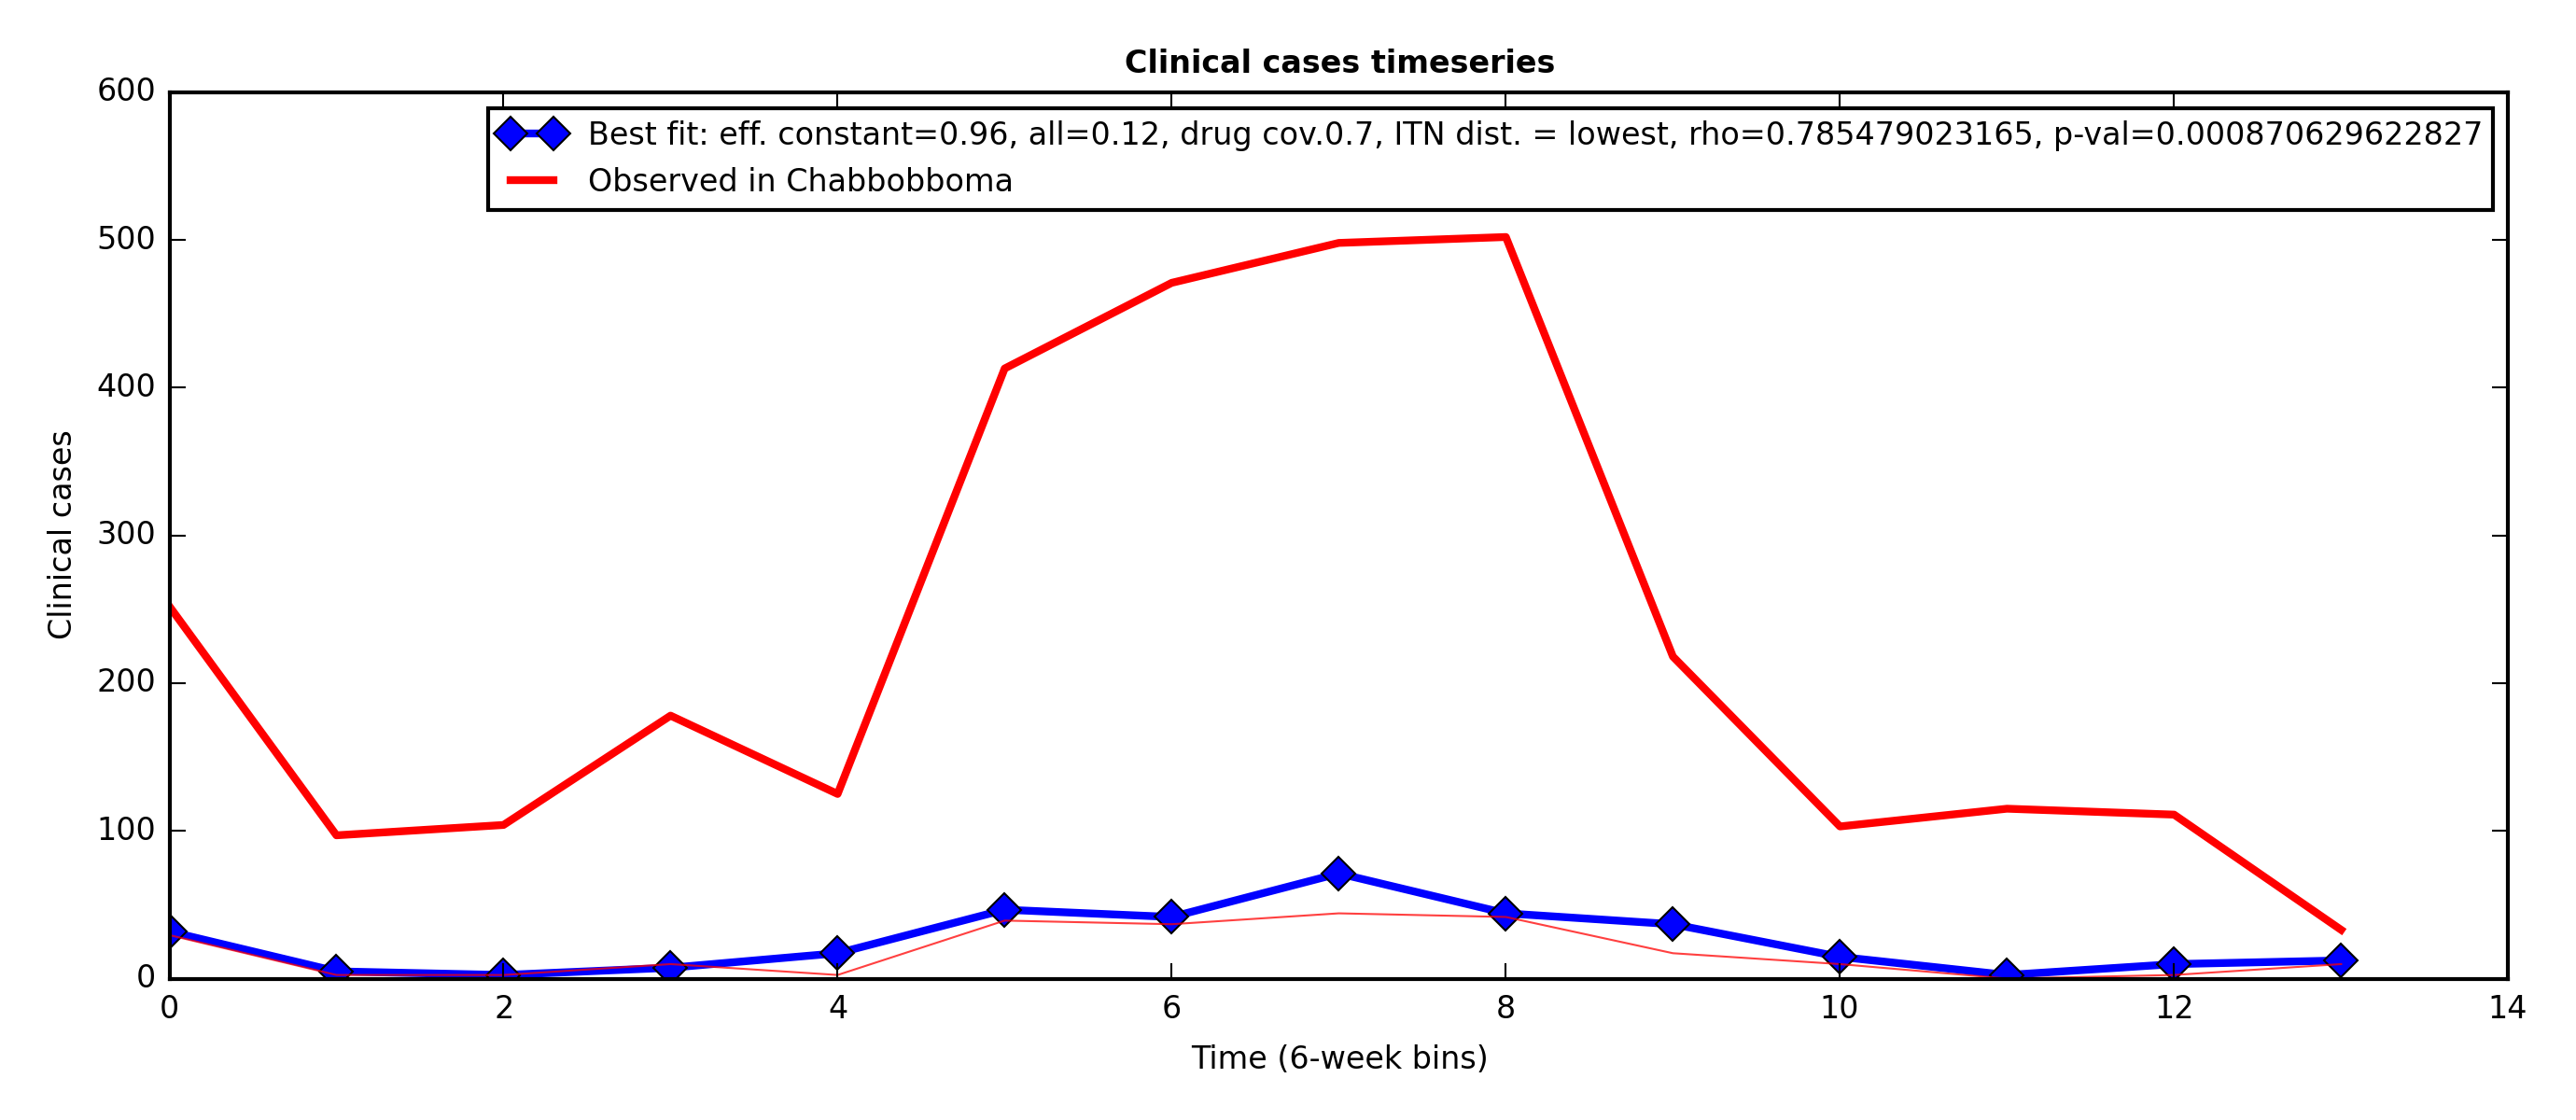 Clinical cases timeseries
600
500
400
300
200
100
0
Clinical cases
Best fit: eff. constant=0.96, all=0.12, drug cov.0.7, ITN dist. = lowest, rho=0.785479023165, p-val=0.000870629622827
Observed in Chabbobboma
0 2 4 6 8 10 12 14
Time (6-week bins)